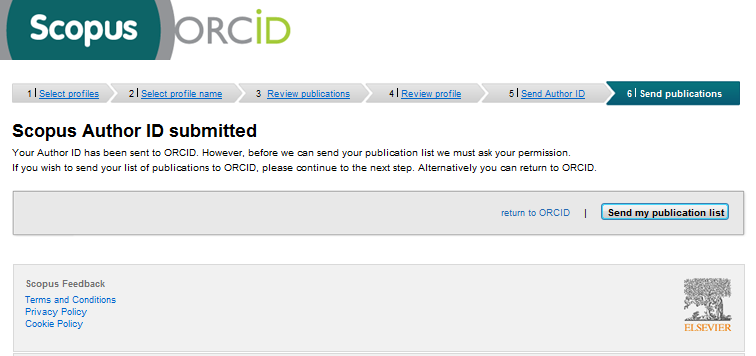 Scopus ORCiD
1 | Select profiles 2 | Select profile name 3 Review publications 4 | Review profile 5 | Send Author ID 6 | Send publications
Scopus Author ID submitted
Your Author ID has been sent to ORCID. However, before we can send your publication list we must ask your permission.
If you wish to send your list of publications to ORCID, please continue to the next step. Alternatively you can return to ORCID.
return to ORCID | Send my publication list
Scopus Feedback
Terms and Conditions
Privacy Policy
Cookie Policy
ELSEVIER